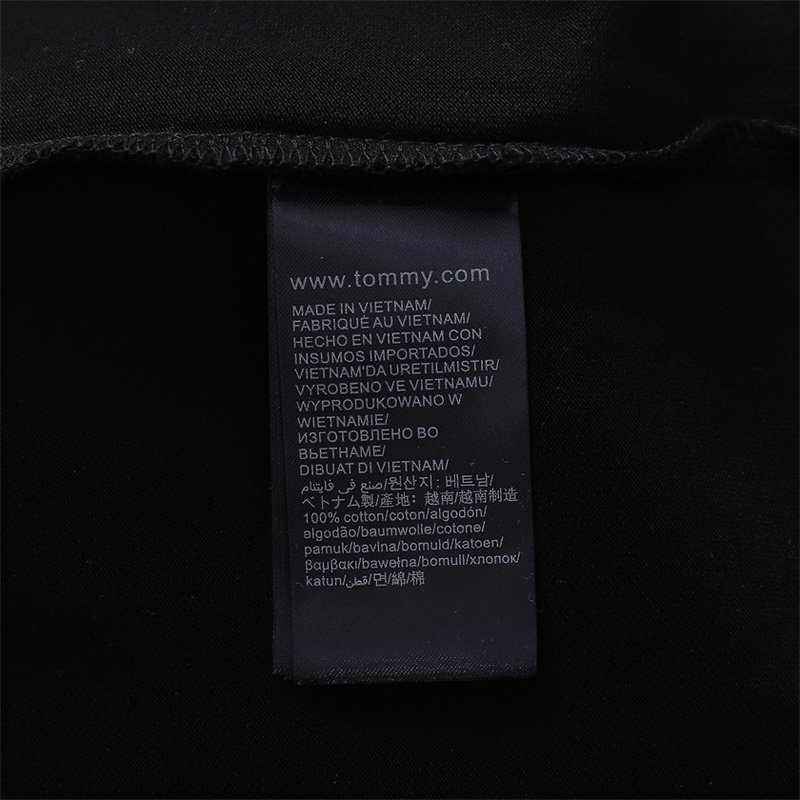 www.tommy.com
MADE IN VIETNAM/
FABRIQUÉ AU VIETNAM/
HECHO EN VIETNAM CON
INSUMOS IMPORTADOS/
VIETNAM'DA URETILMISTIR/
VYROBENO VE VIETNAMU/
WYPRODUKOWANO W
WIETNAMIE/
ИЗГОТОВЛЕНО ВО
ВЬЕТНАМЕ/
DIBUAT DI VIETNAM/
صنع في فايتنام/원산지: 베트남/
ベトナム製/產地: 越南/越南制造
100% cotton/coton/algodón/
algodão/baumwolle/cotone/
pamuk/bavlna/bomuld/katoen/
βαμβακι/bawełna/bomull/хлопок/
katun/قطن/면/綿/棉